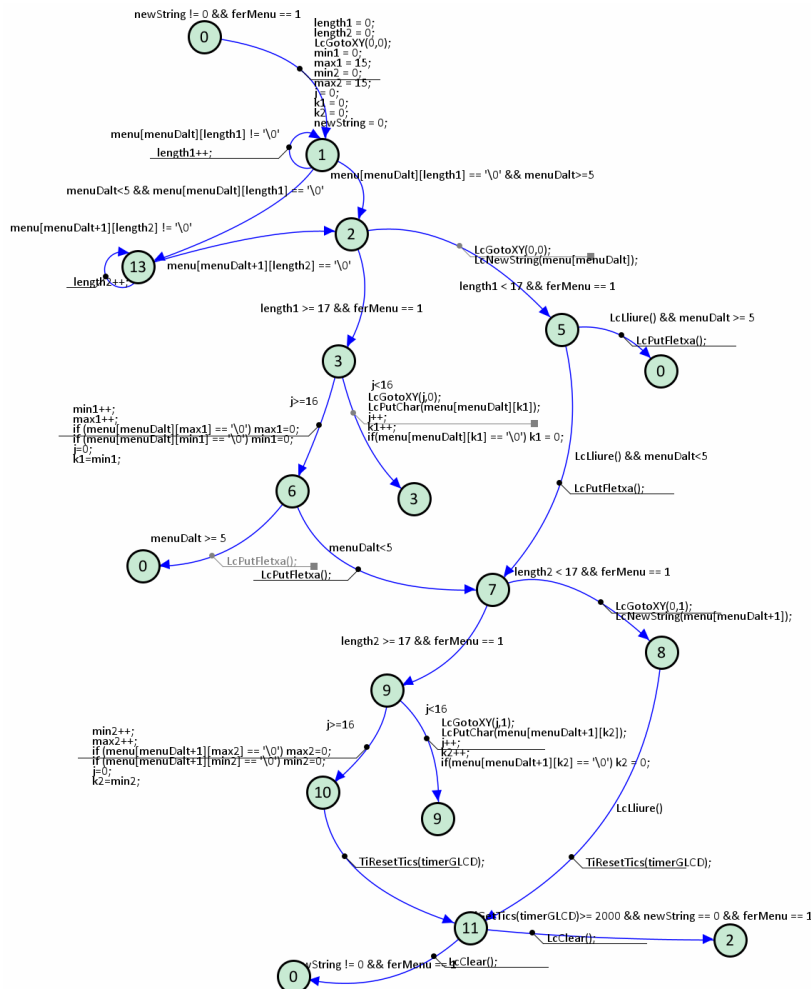 newString != 0 && ferMenu == 1
0
length1 = 0;
length2 = 0;
LcGotoXY(0,0);
min1 = 0;
max1 = 15;
min2 = 0;
max2 = 15;
j = 0;
k1 = 0;
k2 = 0;
newString = 0;
menu[menuDalt][length1] != '\0'
length1++;
1
menu[menuDalt][length1] == '\0' && menuDalt>=5
menuDalt<5 && menu[menuDalt][length1] == '\0'
menu[menuDalt+1][length2] != '\0'
2
LcGotoXY(0,0);
LcNewString(menu[menuDalt]);
13
menu[menuDalt+1][length2] == '\0'
length2++;
length1 < 17 && ferMenu == 1
length1 >= 17 && ferMenu == 1
5
LcLliure() && menuDalt >= 5
LcPutFletxa();
0
3
j<16
LcGotoXY(j,0);
LcPutChar(menu[menuDalt][k1]);
j++;
k1++;
if(menu[menuDalt][k1] == '\0') k1 = 0;
j>=16
min1++;
max1++;
if (menu[menuDalt][max1] == '\0') max1=0;
if (menu[menuDalt][min1] == '\0') min1=0;
j=0;
k1=min1;
LcLliure() && menuDalt<5
LcPutFletxa();
6
3
menuDalt >= 5
LcPutFletxa();
0
menuDalt<5
LcPutFletxa();
7
length2 < 17 && ferMenu == 1
LcGotoXY(0,1);
LcNewString(menu[menuDalt+1]);
length2 >= 17 && ferMenu == 1
8
9
j<16
LcGotoXY(j,1);
LcPutChar(menu[menuDalt+1][k2]);
j++;
k2++;
if(menu[menuDalt+1][k2] == '\0') k2 = 0;
j>=16
min2++;
max2++;
if (menu[menuDalt+1][max2] == '\0') max2=0;
if (menu[menuDalt+1][min2] == '\0') min2=0;
j=0;
k2=min2;
10
9
LcLliure()
TiResetTics(timerGLCD);
TiResetTics(timerGLCD);
11
>= 2000 && newString == 0 && ferMenu == 1
LcClear();
2
!= 0 && ferMenu ==
LcClear();
0